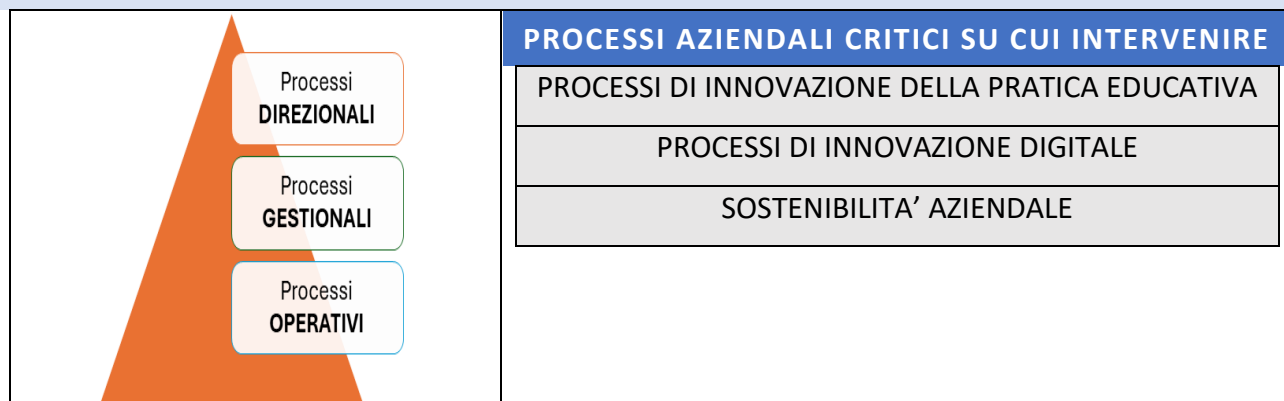 Processi
DIREZIONALI
Processi
GESTIONALI
Processi
OPERATIVI
PROCESSI AZIENDALI CRITICI SU CUI INTERVENIRE
PROCESSI DI INNOVAZIONE DELLA PRATICA EDUCATIVA
PROCESSI DI INNOVAZIONE DIGITALE
SOSTENIBILITA’ AZIENDALE